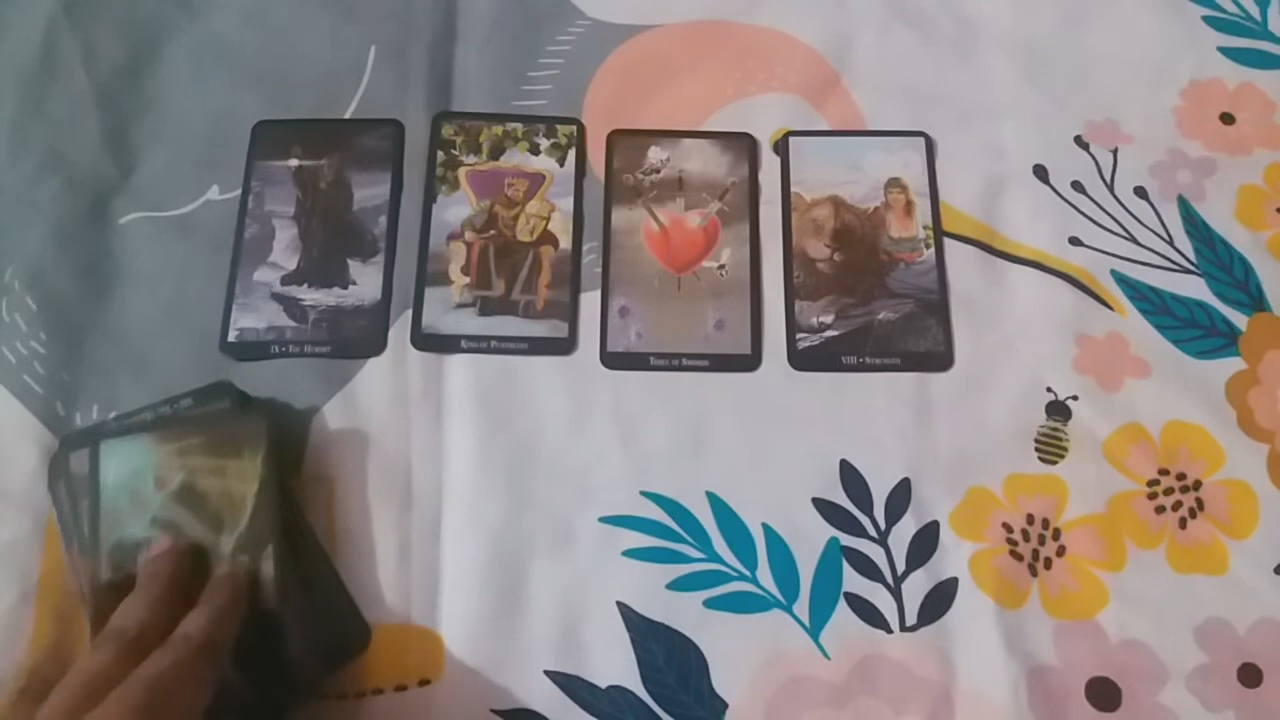 IX • THE HERMIT
KING OF PENTACLES
THREE OF SWORDS
VIII • STRENGTH